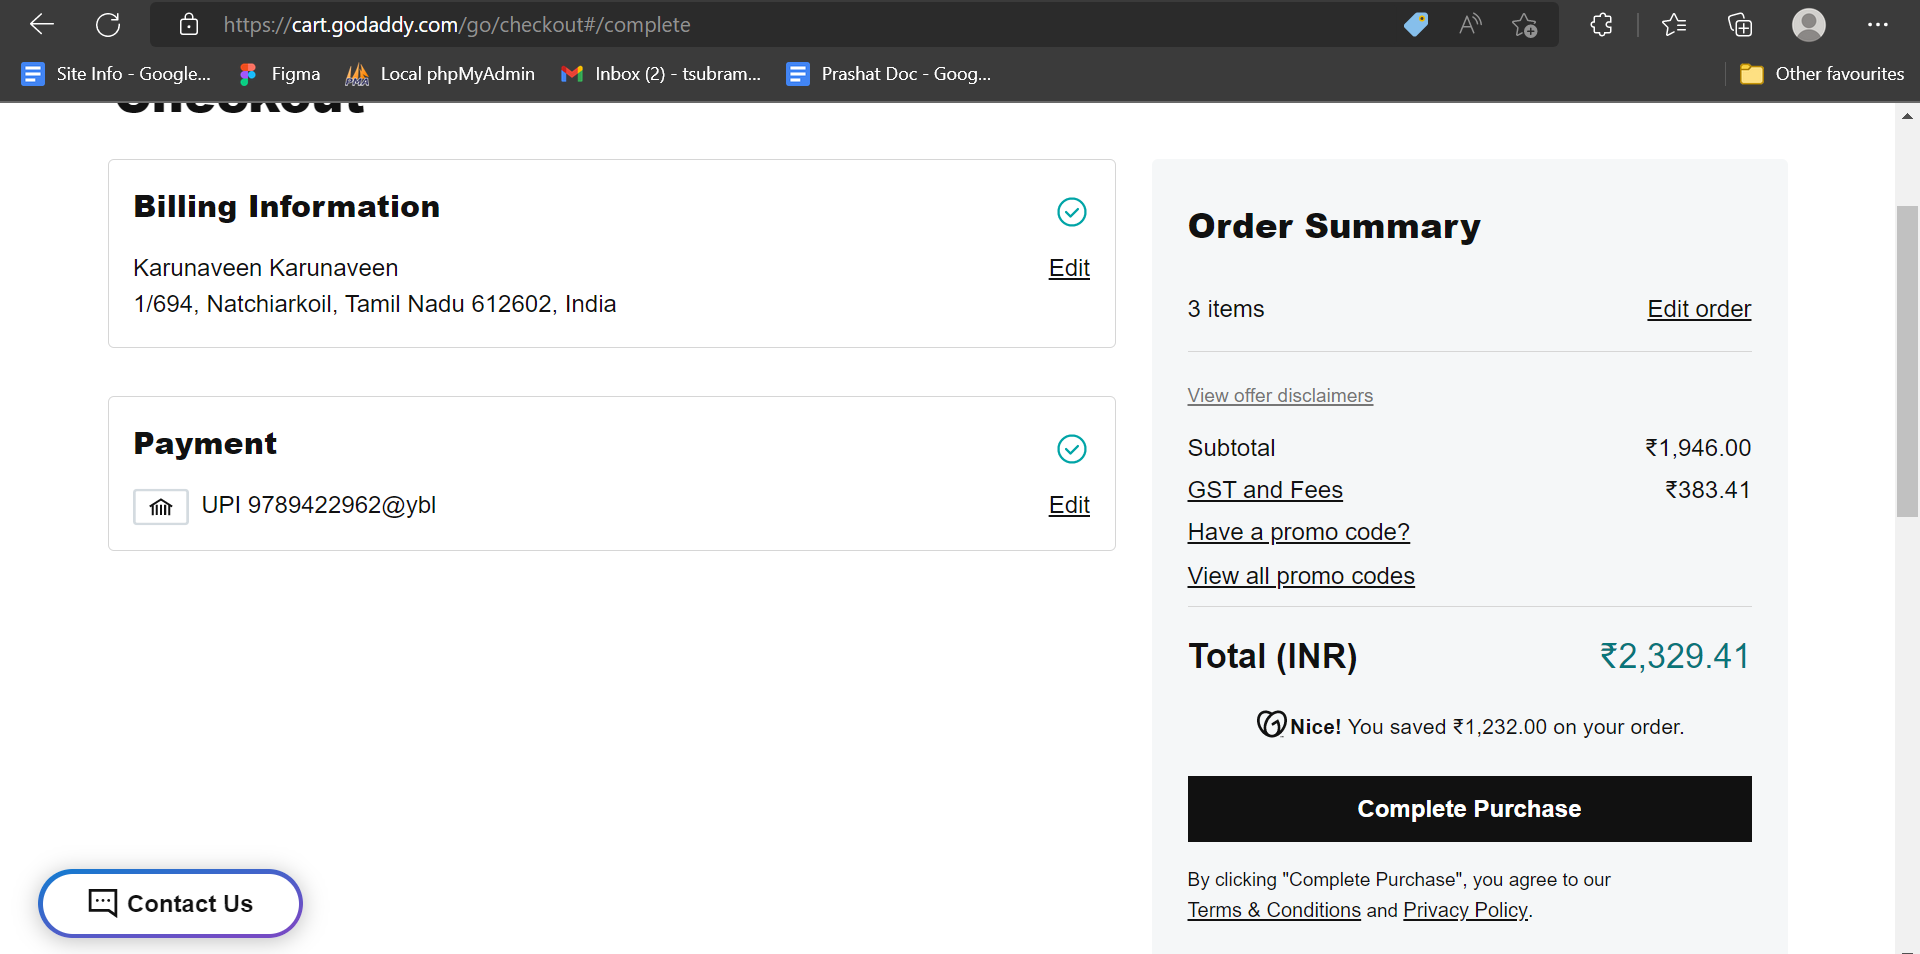 https://cart.godaddy.com/go/checkout#/complete
Site Info - Google... Figma Local phpMyAdmin Inbox (2) - tsubram... Prashat Doc - Goog... Other favourites
Checkout
Billing Information
Karunaveen Karunaveen
Edit
1/694, Natchiarkoil, Tamil Nadu 612602, India
Payment
UPI 9789422962@ybl
Edit
Contact Us
Order Summary
3 items
Edit order
View offer disclaimers
Subtotal ₹1,946.00
GST and Fees ₹383.41
Have a promo code?
View all promo codes
Total (INR) ₹2,329.41
Nice! You saved ₹1,232.00 on your order.
Complete Purchase
By clicking "Complete Purchase", you agree to our
Terms & Conditions and Privacy Policy.